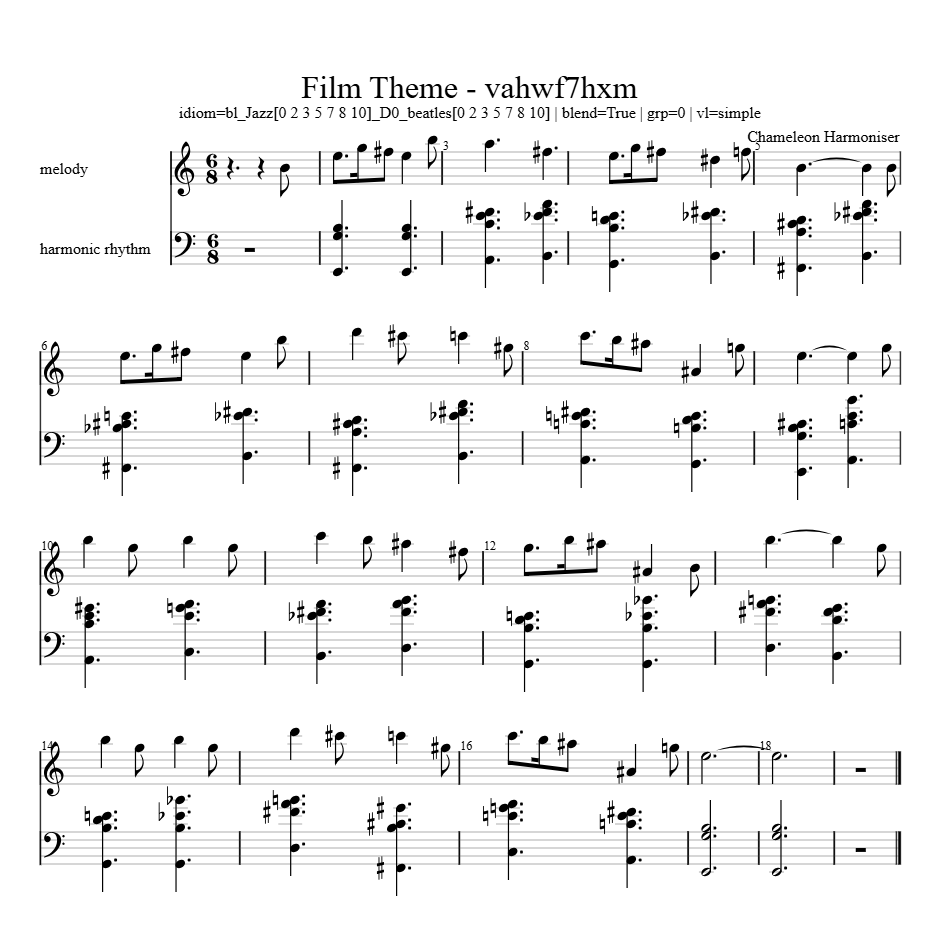 Film Theme - vahwf7hxm
idiom=bl_Jazz[0 2 3 5 7 8 10]_D0_beatles[0 2 3 5 7 8 10] | blend=True | grp=0 | vl=simple
Chameleon Harmoniser
melody
6 8
3
5
harmonic rhythm
6 8
6
8
10
12
14
16
18